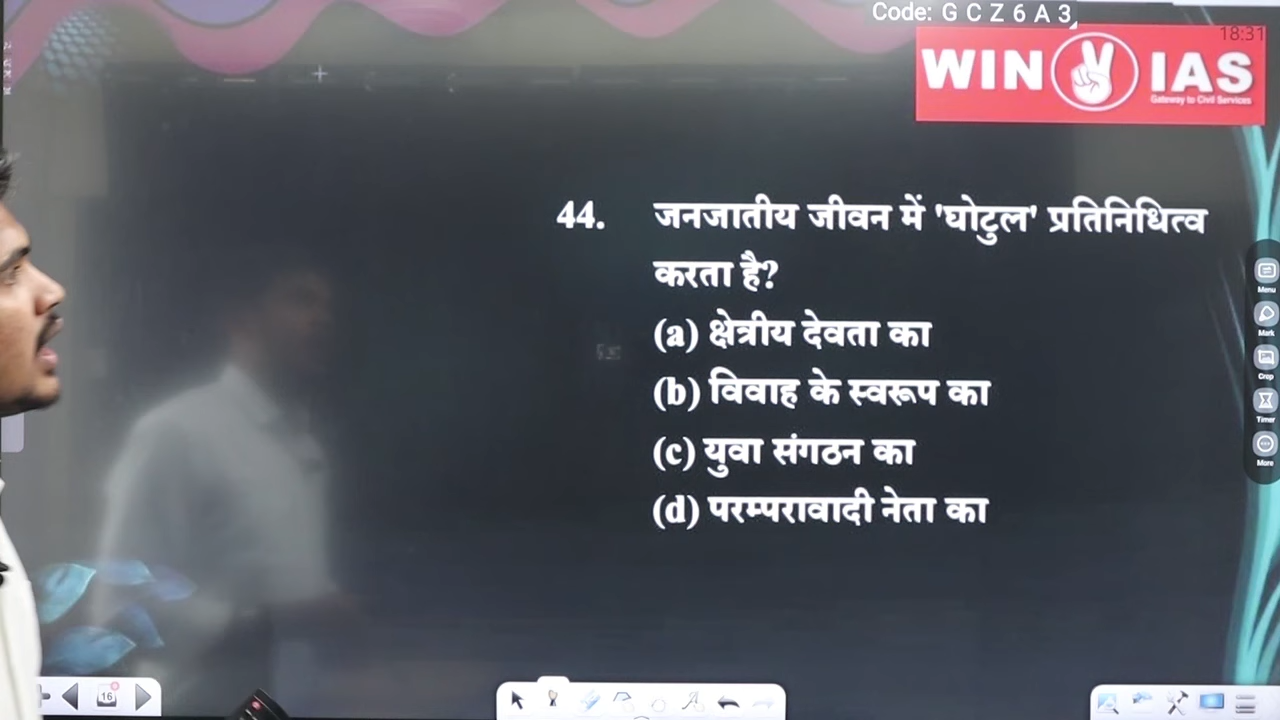 Code: G C Z 6 A 3
18:31
WIN IAS
Gateway to Civil Services
44. जनजातीय जीवन में 'घोटुल' प्रतिनिधित्व
करता है?
(a) क्षेत्रीय देवता का
(b) विवाह के स्वरूप का
(c) युवा संगठन का
(d) परम्परावादी नेता का
Menu
Mark
Crop
Timer
More
16